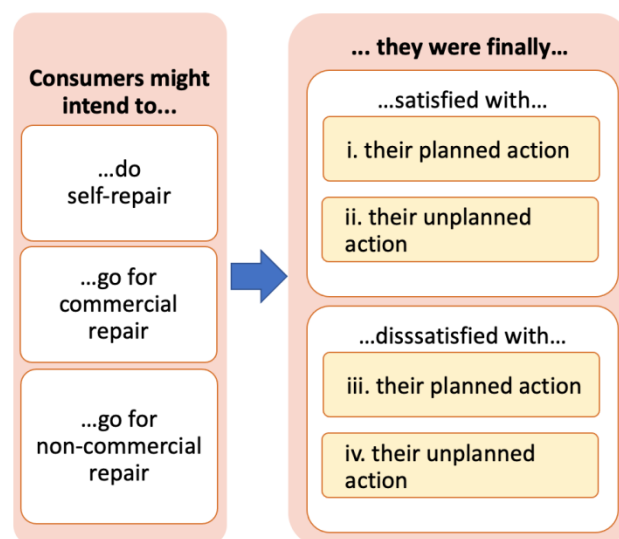 Consumers might
intend to...
...do
self-repair
...go for
commercial
repair
...go for
non-commercial
repair
... they were finally...
...satisfied with...
i. their planned action
ii. their unplanned
action
...disssatisfied with...
iii. their planned action
iv. their unplanned
action